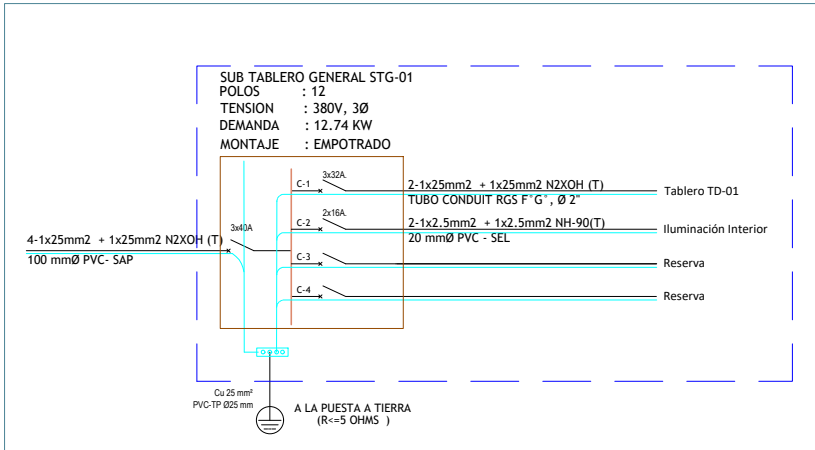 SUB TABLERO GENERAL STG-01
POLOS : 12
TENSION : 380V, 3Ø
DEMANDA : 12.74 KW
MONTAJE : EMPOTRADO
C-1 3x32A. 2-1x25mm2 + 1x25mm2 N2XOH (T) Tablero TD-01
TUBO CONDUIT RGS F°G°, Ø 2"
C-2 2x16A. 2-1x2.5mm2 + 1x2.5mm2 NH-90(T) Iluminación Interior
20 mmØ PVC - SEL
3x40A
4-1x25mm2 + 1x25mm2 N2XOH (T)
100 mmØ PVC- SAP
C-3 Reserva
C-4 Reserva
Cu 25 mm²
PVC-TP Ø25 mm
A LA PUESTA A TIERRA
(R<=5 OHMS )